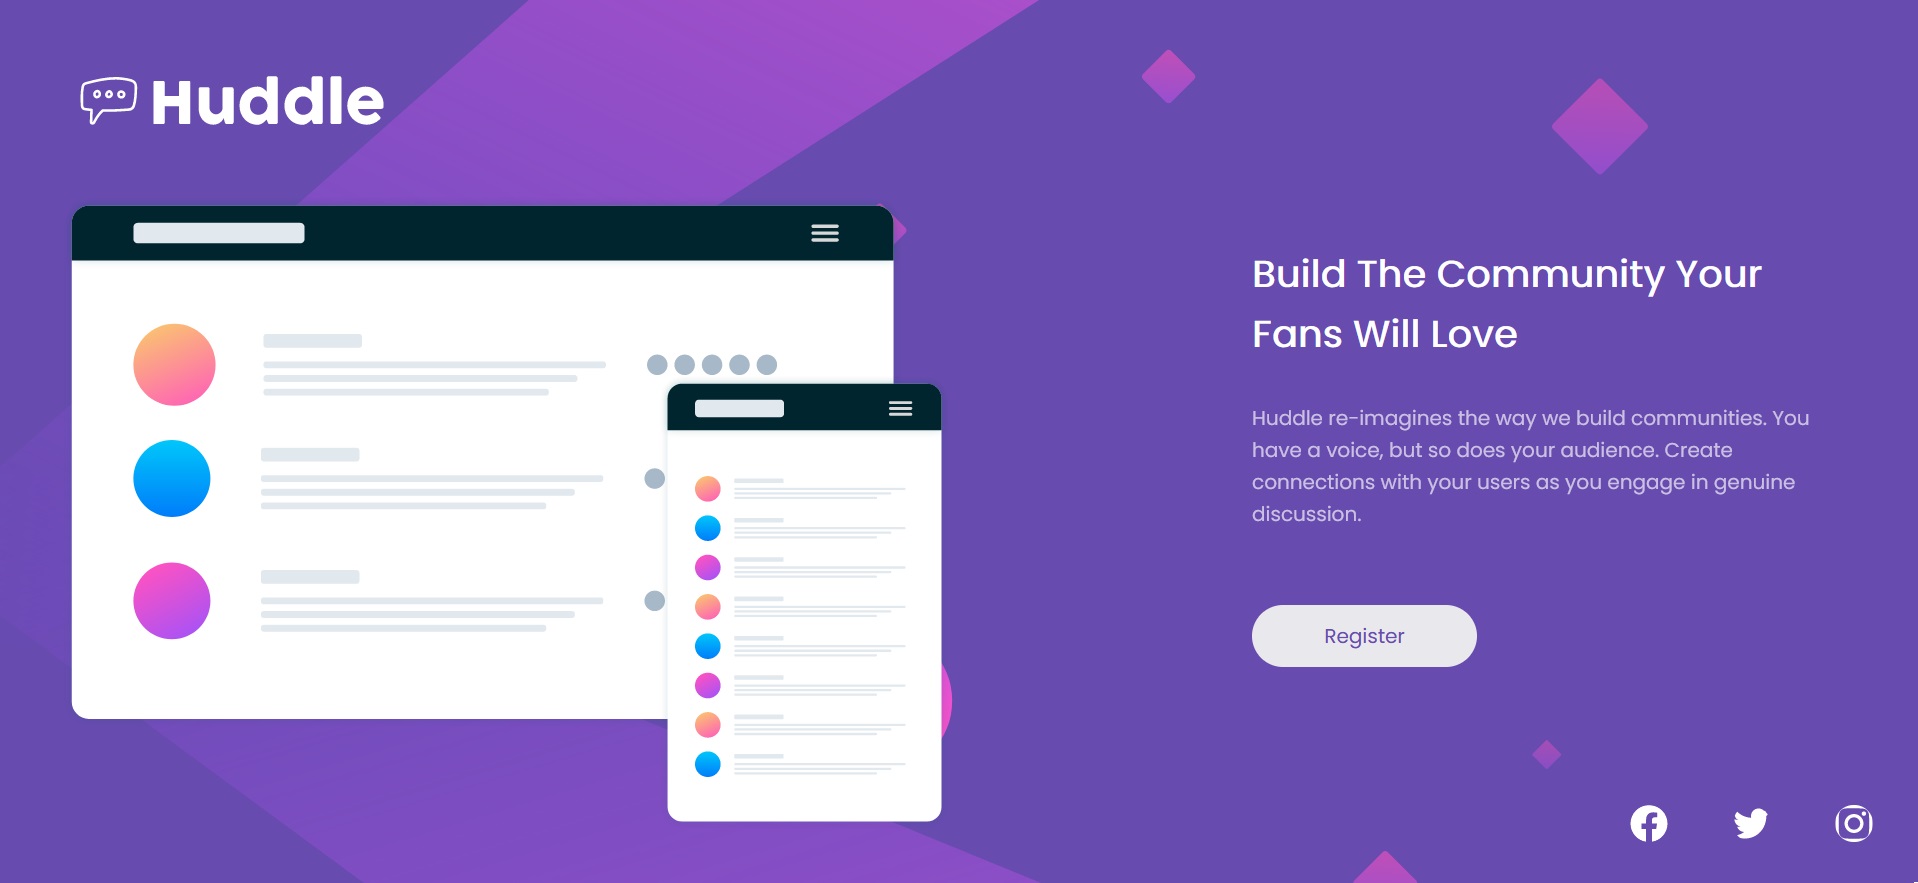 Huddle
Build The Community Your
Fans Will Love
Huddle re-imagines the way we build communities. You
have a voice, but so does your audience. Create
connections with your users as you engage in genuine
discussion.
Register